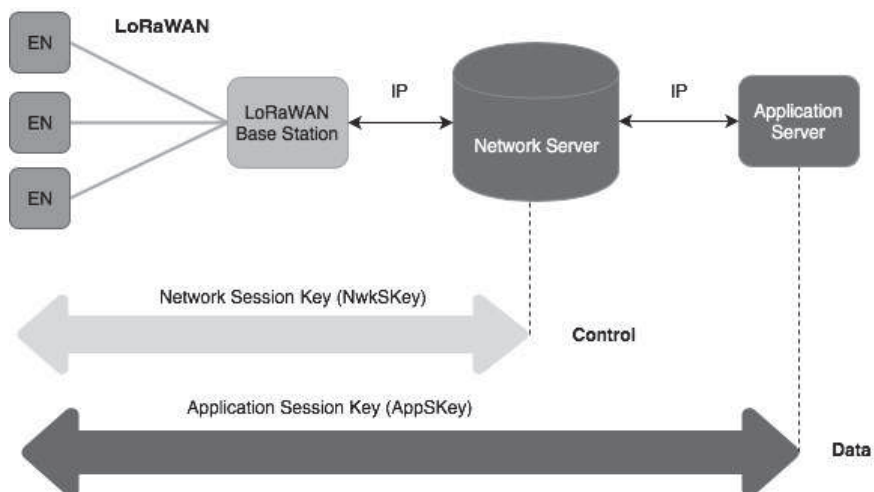 LoRaWAN
EN
EN
EN
LoRaWAN
Base Station
IP
Network Server
IP
Application
Server
Network Session Key (NwkSKey)
Control
Application Session Key (AppSKey)
Data